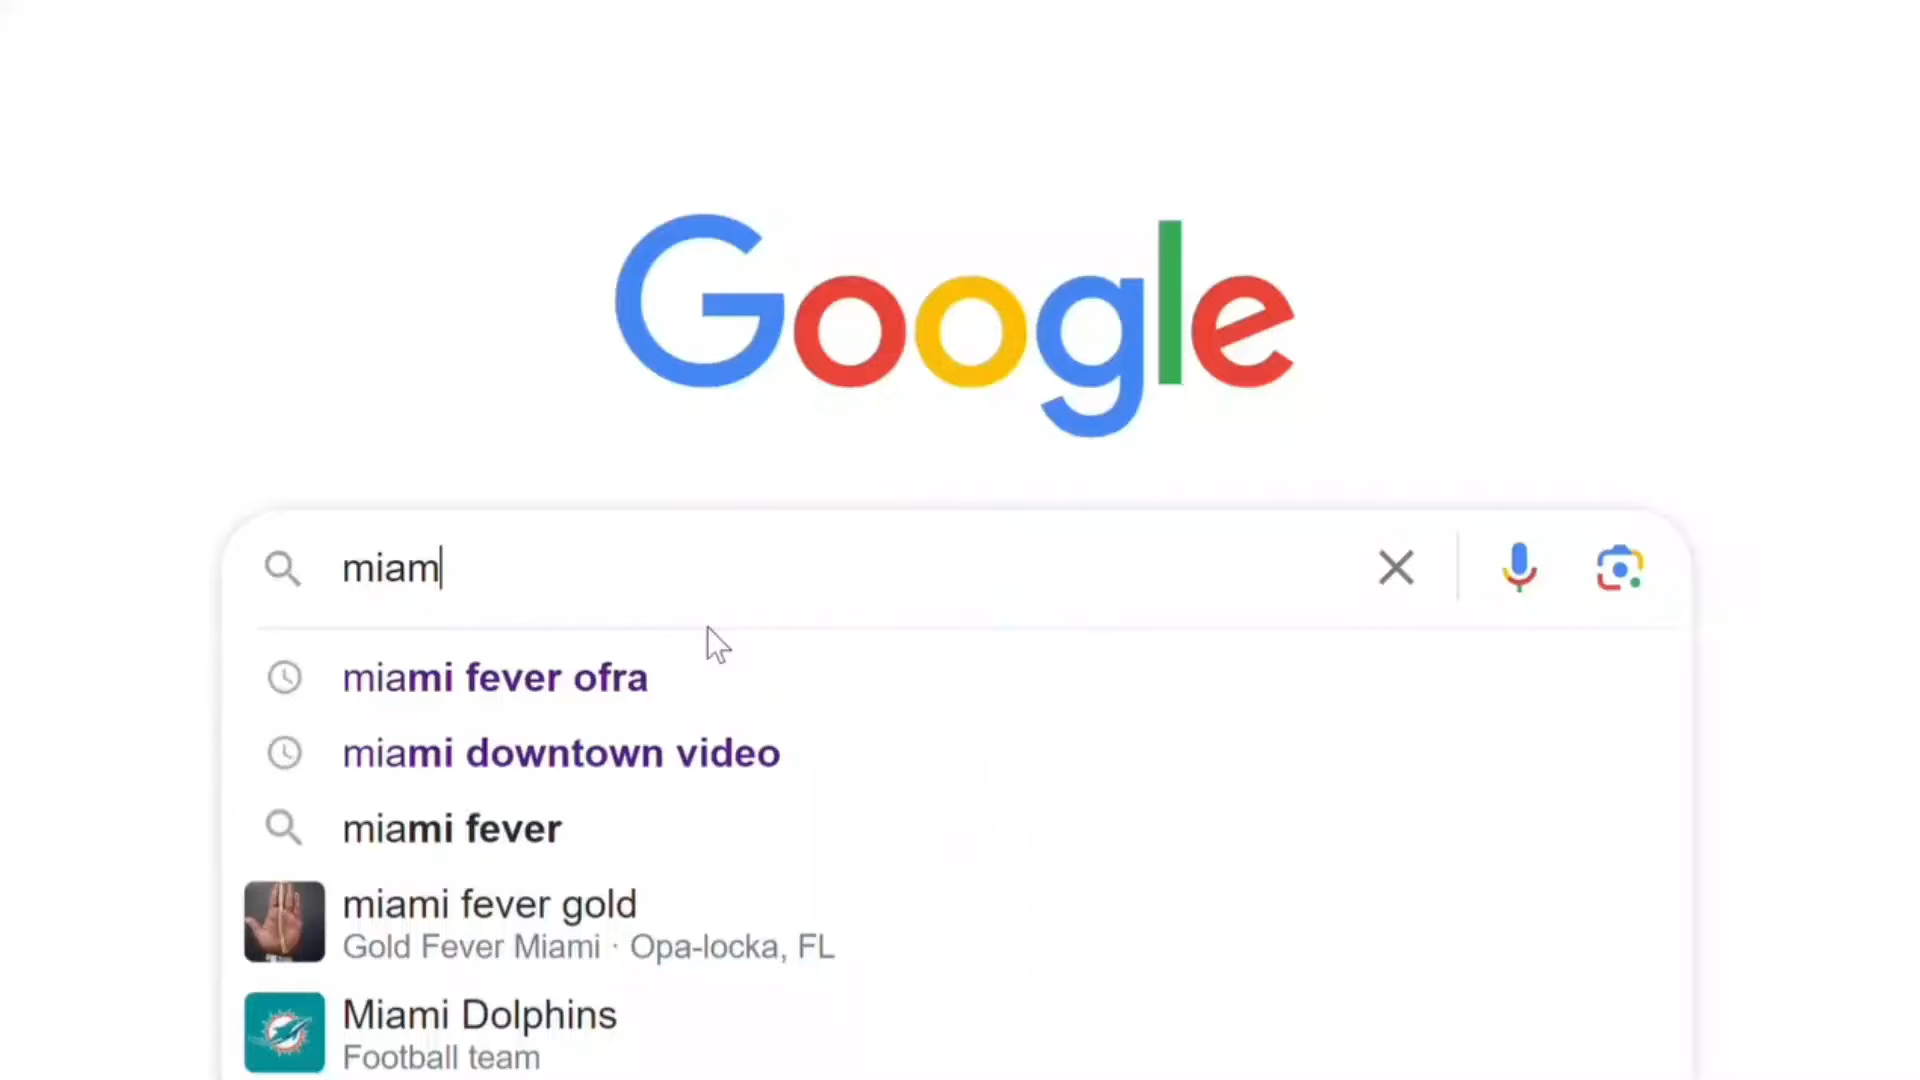 Google
miam
miami fever ofra
miami downtown video
miami fever
miami fever gold
Gold Fever Miami · Opa-locka, FL
Miami Dolphins
Football team